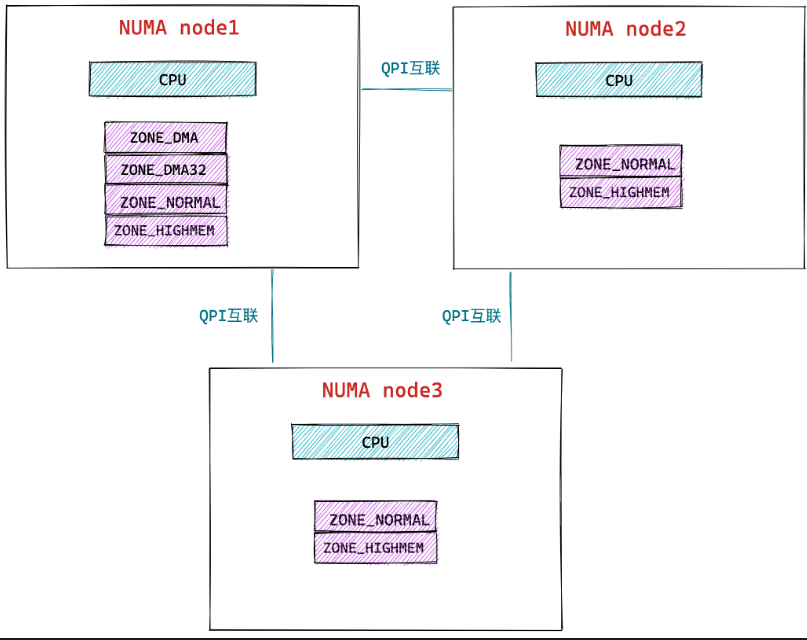 NUMA node1
CPU
ZONE_DMA
ZONE_DMA32
ZONE_NORMAL
ZONE_HIGHMEM
QPI互联
NUMA node2
CPU
ZONE_NORMAL
ZONE_HIGHMEM
QPI互联
QPI互联
NUMA node3
CPU
ZONE_NORMAL
ZONE_HIGHMEM